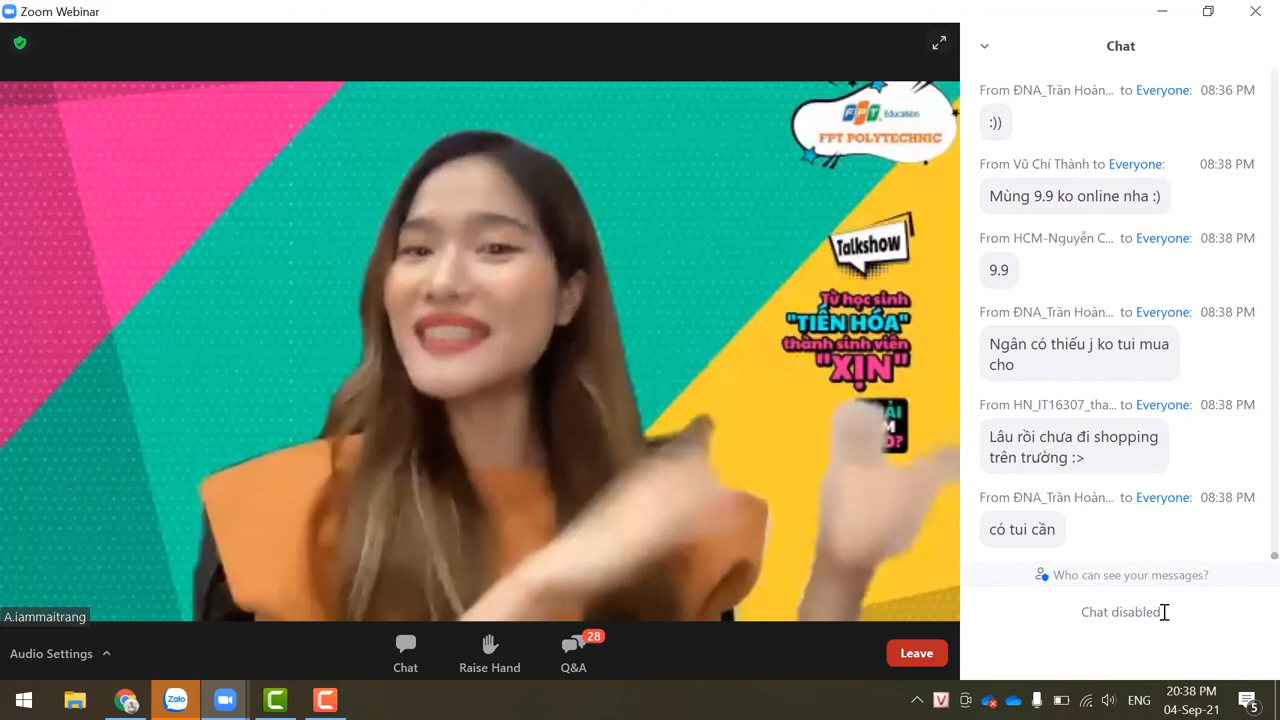 Zoom Webinar
FPT Education
FPT POLYTECHNIC
Talkshow
Từ học sinh
"TIẾN HÓA"
thành sinh viên
"XỊN"
A.iammaitrang
Audio Settings
Chat
Raise Hand
28
Q&A
Leave
Chat
From ĐNA_Trần Hoàn... to Everyone: 08:36 PM
:))
From Vũ Chí Thành to Everyone: 08:38 PM
Mùng 9.9 ko online nha :)
From HCM-Nguyễn C... to Everyone: 08:38 PM
9.9
From ĐNA_Trần Hoàn... to Everyone: 08:38 PM
Ngân có thiếu j ko tui mua
cho
From HN_IT16307_tha... to Everyone: 08:38 PM
Lâu rồi chưa đi shopping
trên trường :>
From ĐNA_Trần Hoàn... to Everyone: 08:38 PM
có tui cần
Who can see your messages?
Chat disabled
Zalo
V
ENG
20:38 PM
04-Sep-21
5